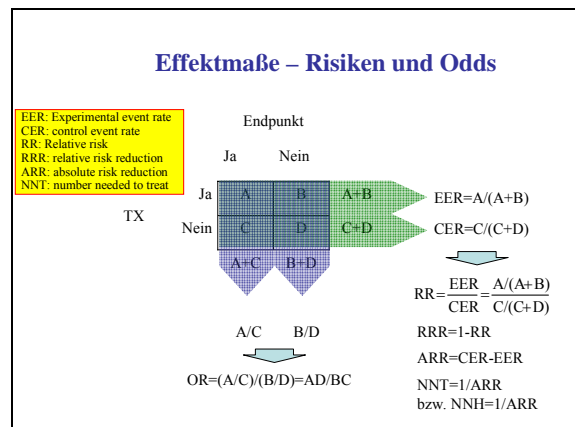 Effektmaße – Risiken und Odds
EER: Experimental event rate
CER: control event rate
RR: Relative risk
RRR: relative risk reduction
ARR: absolute risk reduction
NNT: number needed to treat
Endpunkt
Ja Nein
TX
Ja A B A+B EER=A/(A+B)
Nein C D C+D CER=C/(C+D)
A+C B+D
RR=EER/CER=A/(A+B)/C/(C+D)
A/C B/D
RRR=1-RR
ARR=CER-EER
OR=(A/C)/(B/D)=AD/BC
NNT=1/ARR
bzw. NNH=1/ARR